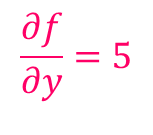 ∂f/∂y = 5